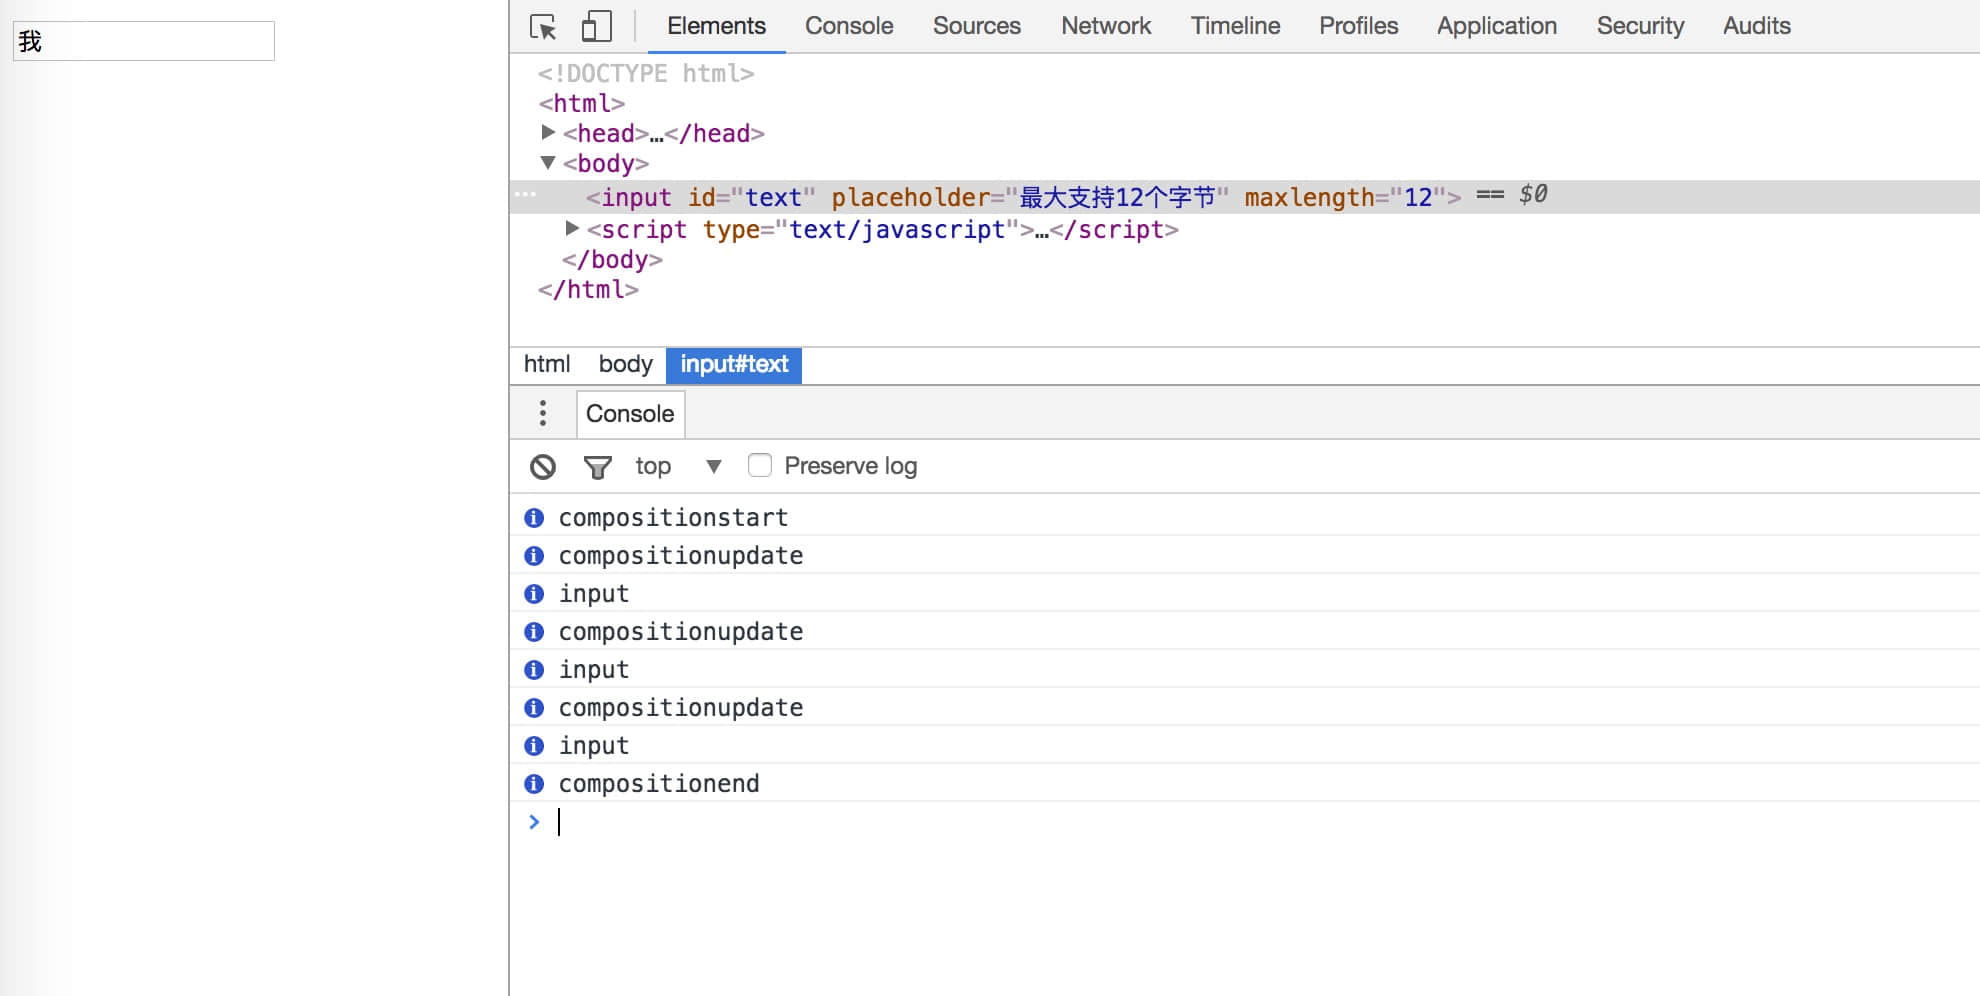 我
Elements Console Sources Network Timeline Profiles Application Security Audits
<!DOCTYPE html>
<html>
<head>…</head>
<body>
<input id="text" placeholder="最大支持12个字节" maxlength="12"> == $0
<script type="text/javascript">…</script>
</body>
</html>
html body input#text
Console
top Preserve log
compositionstart
compositionupdate
input
compositionupdate
input
compositionupdate
input
compositionend